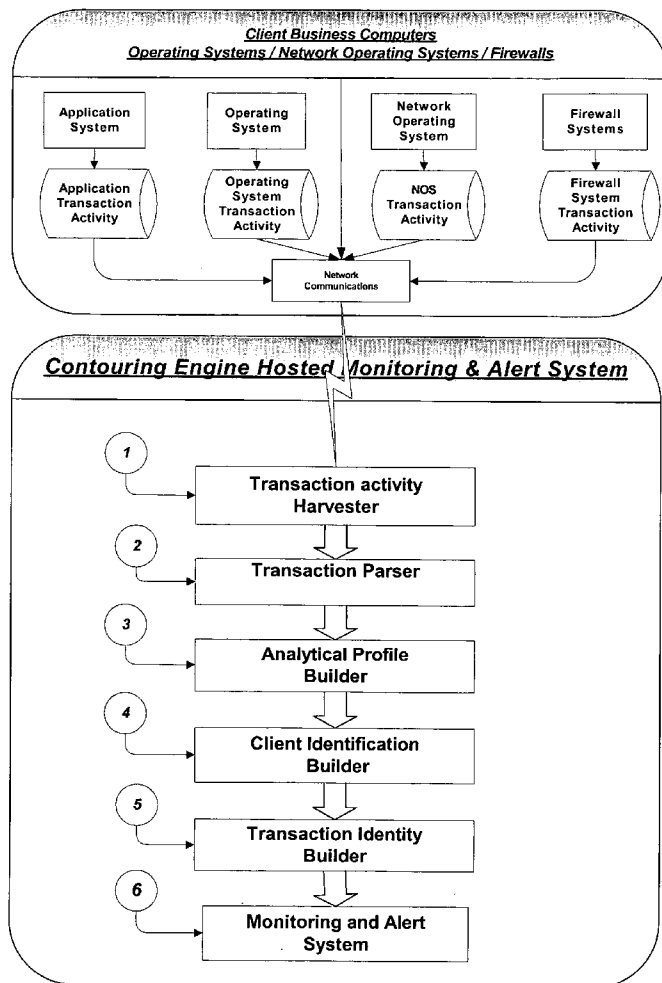 Client Business Computers
Operating Systems / Network Operating Systems / Firewalls
Application
System
Operating
System
Network
Operating
System
Firewall
Systems
Application
Transaction
Activity
Operating
System
Transaction
Activity
NOS
Transaction
Activity
Firewall
System
Transaction
Activity
Network
Communications
Contouring Engine Hosted Monitoring & Alert System
1
Transaction activity
Harvester
2
Transaction Parser
3
Analytical Profile
Builder
4
Client Identification
Builder
5
Transaction Identity
Builder
6
Monitoring and Alert
System